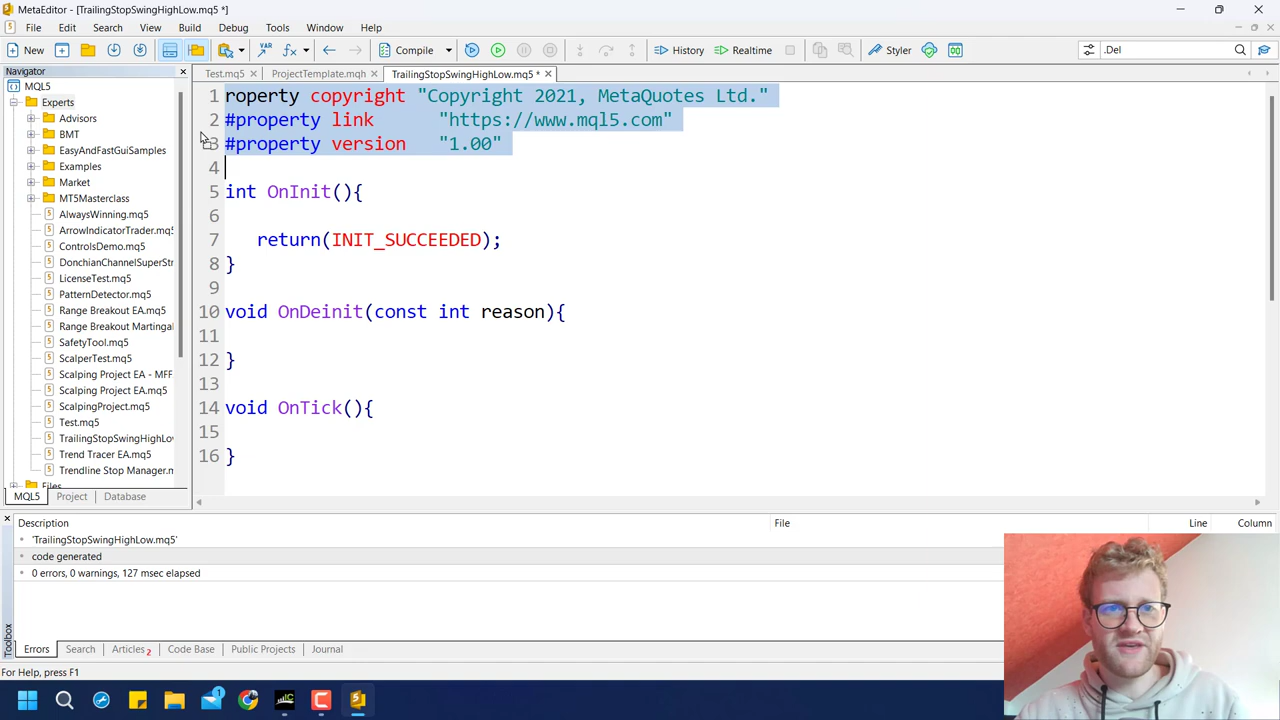 MetaEditor - [TrailingStopSwingHighLow.mq5 *]
File Edit Search View Build Debug Tools Window Help
New Compile History Realtime Styler .Del
Navigator
Test.mq5 ProjectTemplate.mqh TrailingStopSwingHighLow.mq5 *
MQL5
Experts
Advisors
BMT
EasyAndFastGuiSamples
Examples
Market
MT5Masterclass
AlwaysWinning.mq5
ArrowIndicatorTrader.mq5
ControlsDemo.mq5
DonchianChannelSuperStr
LicenseTest.mq5
PatternDetector.mq5
Range Breakout EA.mq5
Range Breakout Martingal
SafetyTool.mq5
ScalperTest.mq5
Scalping Project EA - MFF
Scalping Project EA.mq5
ScalpingProject.mq5
Test.mq5
TrailingStopSwingHighLov
Trend Tracer EA.mq5
Trendline Stop Manager.m
Files
MQL5 Project Database
1 roperty copyright "Copyright 2021, MetaQuotes Ltd."
2 #property link "https://www.mql5.com"
3 #property version "1.00"
4
5 int OnInit(){
6
7 return(INIT_SUCCEEDED);
8 }
9
10 void OnDeinit(const int reason){
11
12 }
13
14 void OnTick(){
15
16 }
Description File Line Column
'TrailingStopSwingHighLow.mq5'
code generated
0 errors, 0 warnings, 127 msec elapsed
Toolbox
Errors Search Articles 2 Code Base Public Projects Journal
For Help, press F1